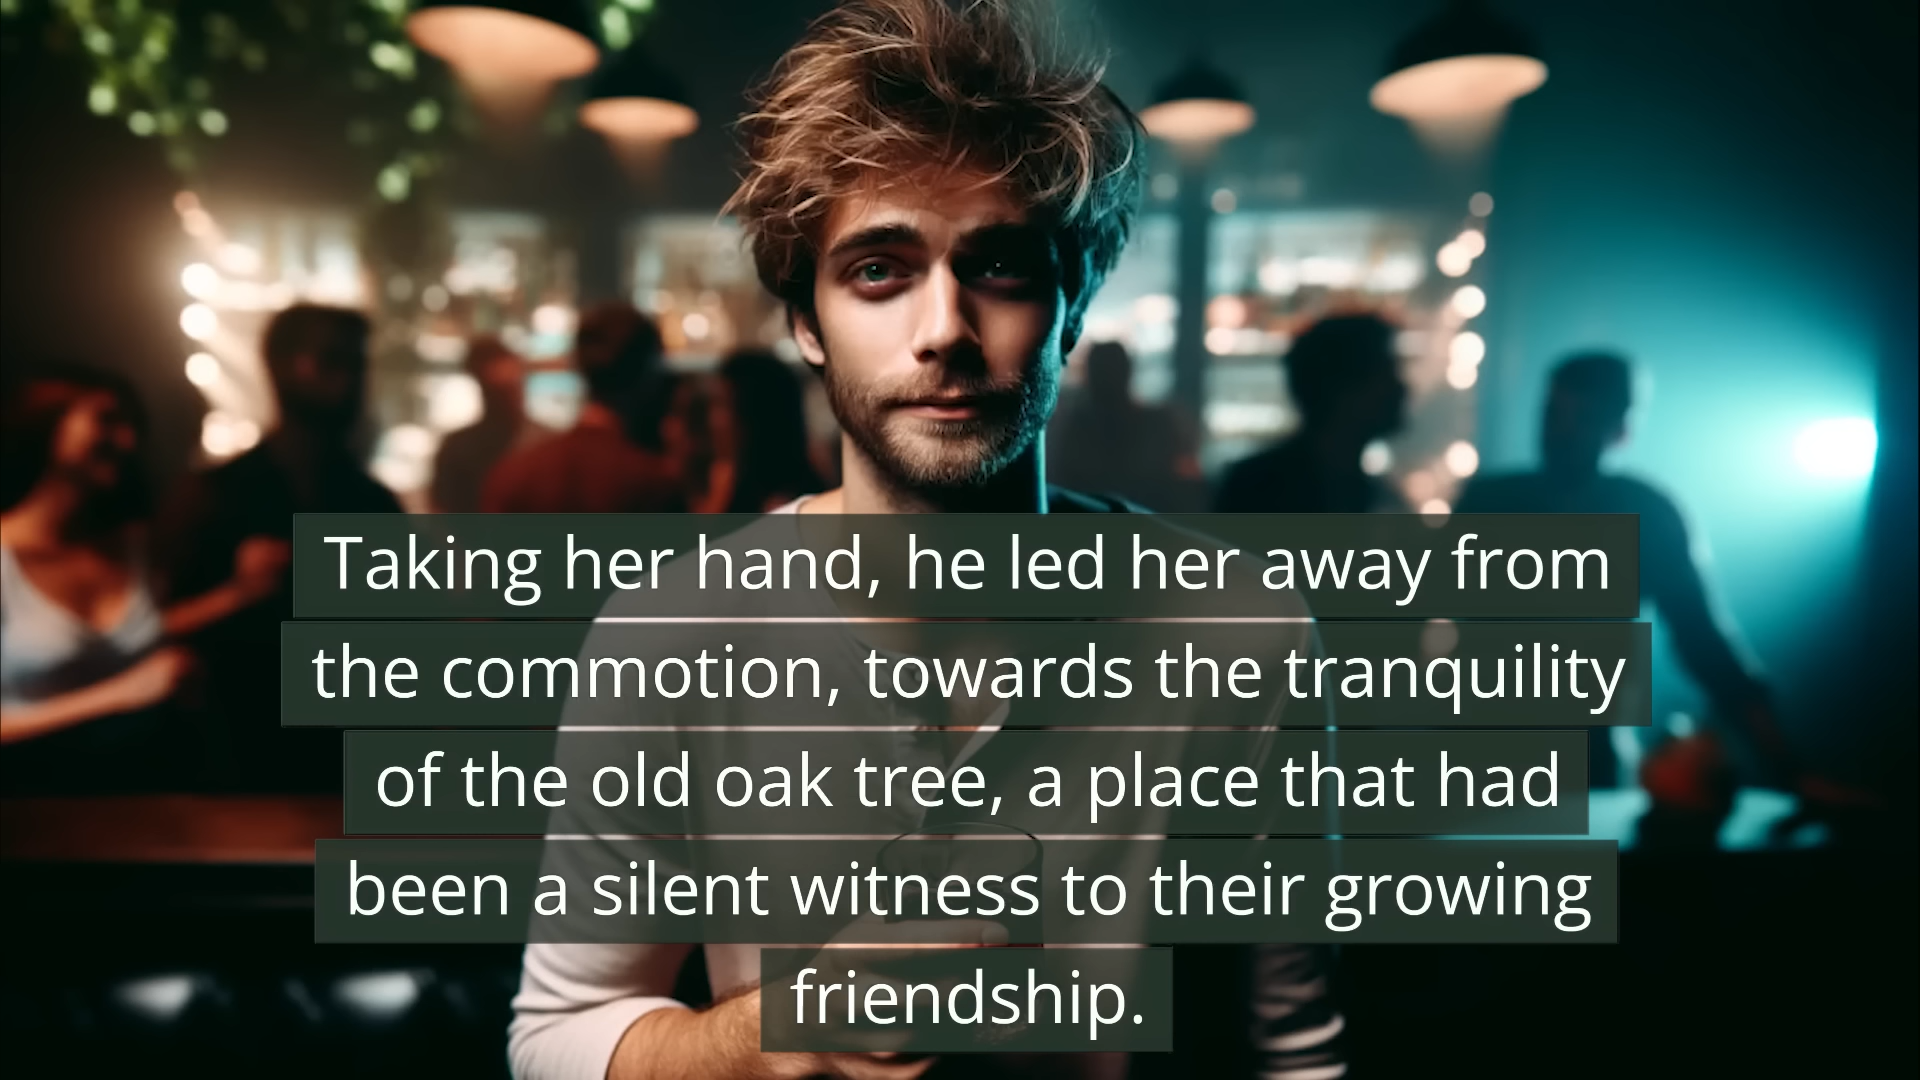 Taking her hand, he led her away from
the commotion, towards the tranquility
of the old oak tree, a place that had
been a silent witness to their growing
friendship.